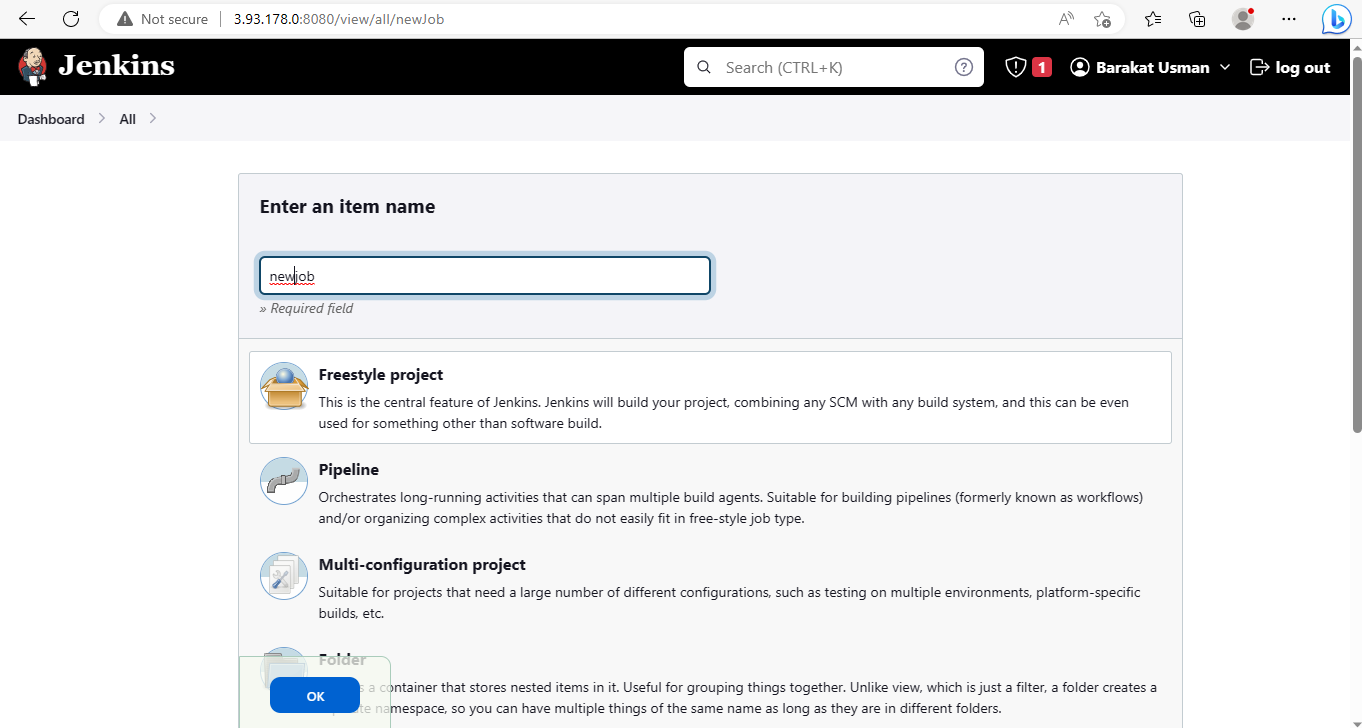 Not secure 3.93.178.0:8080/view/all/newJob
Jenkins
Search (CTRL+K)
1
Barakat Usman
log out
Dashboard
All
Enter an item name
newjob
» Required field
Freestyle project
This is the central feature of Jenkins. Jenkins will build your project, combining any SCM with any build system, and this can be even
used for something other than software build.
Pipeline
Orchestrates long-running activities that can span multiple build agents. Suitable for building pipelines (formerly known as workflows)
and/or organizing complex activities that do not easily fit in free-style job type.
Multi-configuration project
Suitable for projects that need a large number of different configurations, such as testing on multiple environments, platform-specific
builds, etc.
Folder
a container that stores nested items in it. Useful for grouping things together. Unlike view, which is just a filter, a folder creates a
namespace, so you can have multiple things of the same name as long as they are in different folders.
OK